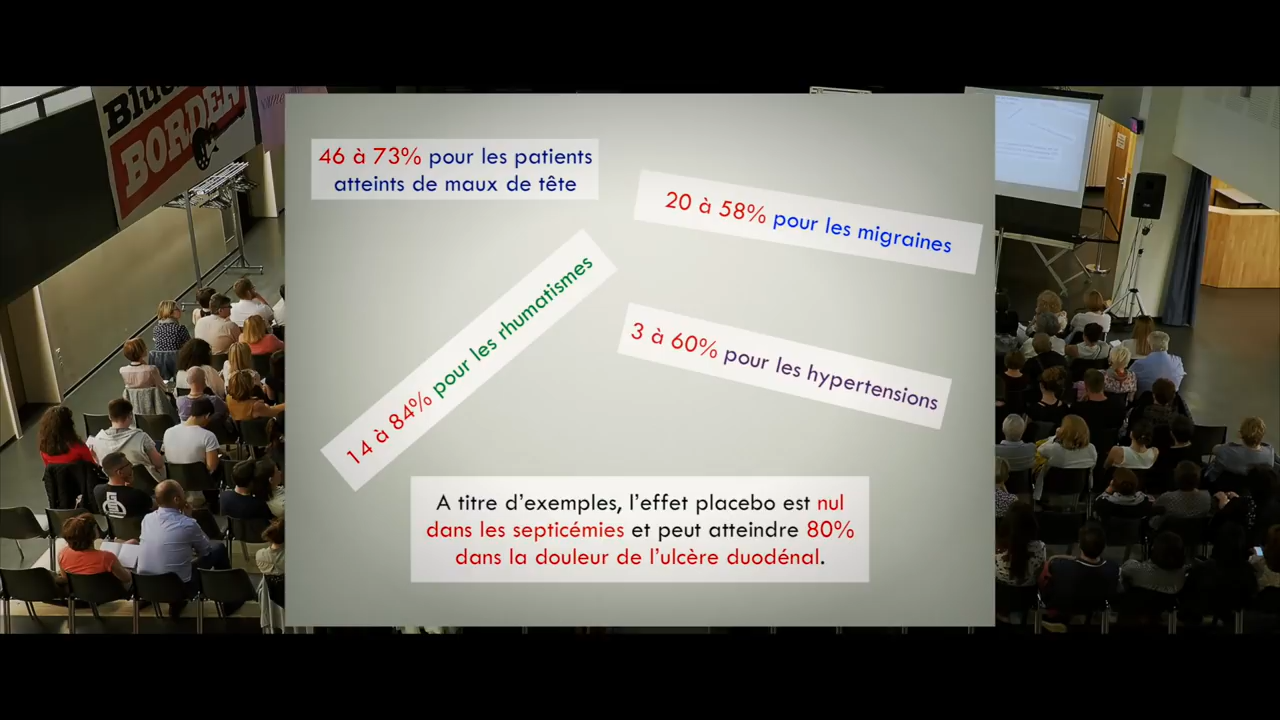 Blu
BORDER
46 à 73% pour les patients
atteints de maux de tête
20 à 58% pour les migraines
14 à 84% pour les rhumatismes
3 à 60% pour les hypertensions
A titre d'exemples, l'effet placebo est nul
dans les septicémies et peut atteindre 80%
dans la douleur de l'ulcère duodénal.